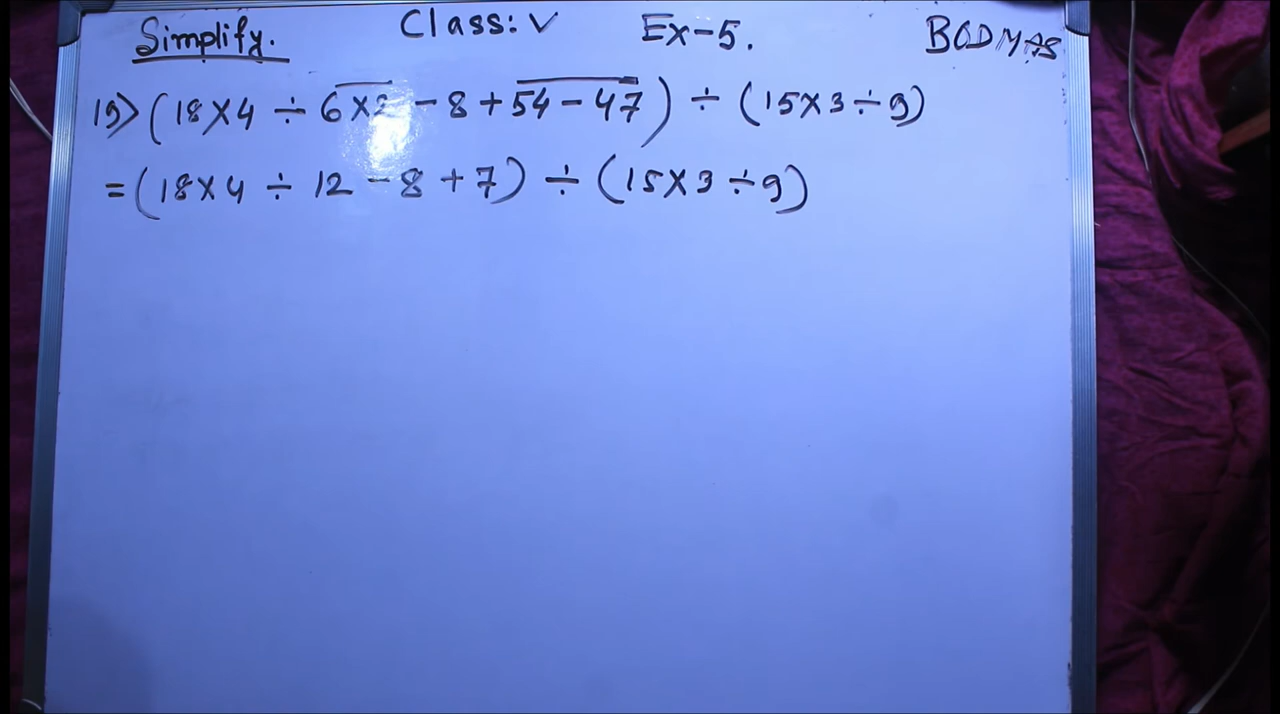 Simplify. Class: V Ex-5. BODMAS
19) (18×4 ÷ 6×2 - 8 + 54 - 47) ÷ (15×3÷9)
= (18×4 ÷ 12 - 8 + 7) ÷ (15×3÷9)